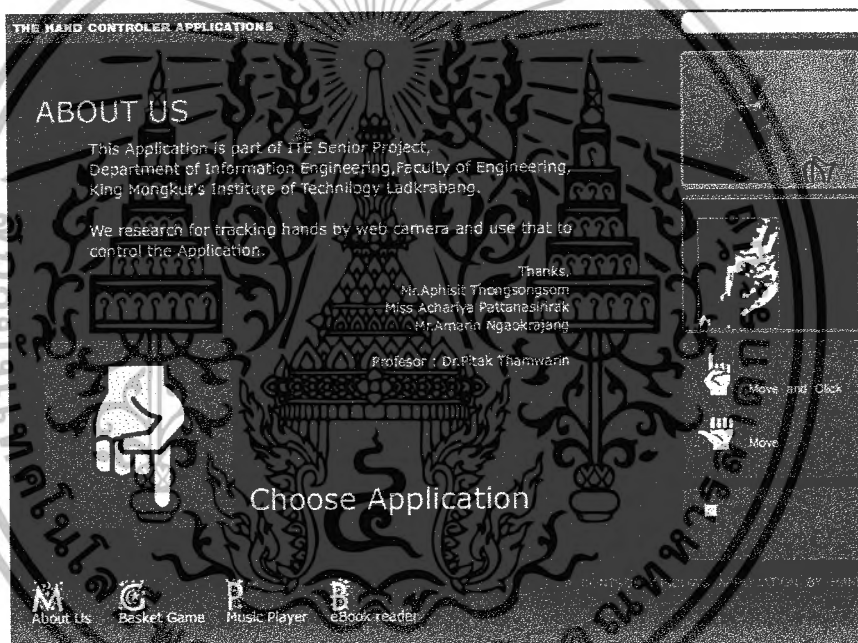 THE HAND CONTROLER APPLICATIONS
ABOUT US
This Application is part of ITE Senior Project,
Department of Information Engineering,Faculty of Engineering,
King Mongkut's Institute of Technilogy Ladkrabang.
We research for tracking hands by web camera and use that to
control the Application.
Thanks,
Mr.Aphisit Thongsongsom
Miss Achariya Pattanasinrak
Mr.Amarin Ngaokrajang
Profesor : Dr.Pitak Thamwarin
Move and Click
Move
Choose Application
M G P B
About Us Basket Game Music Player eBook reader